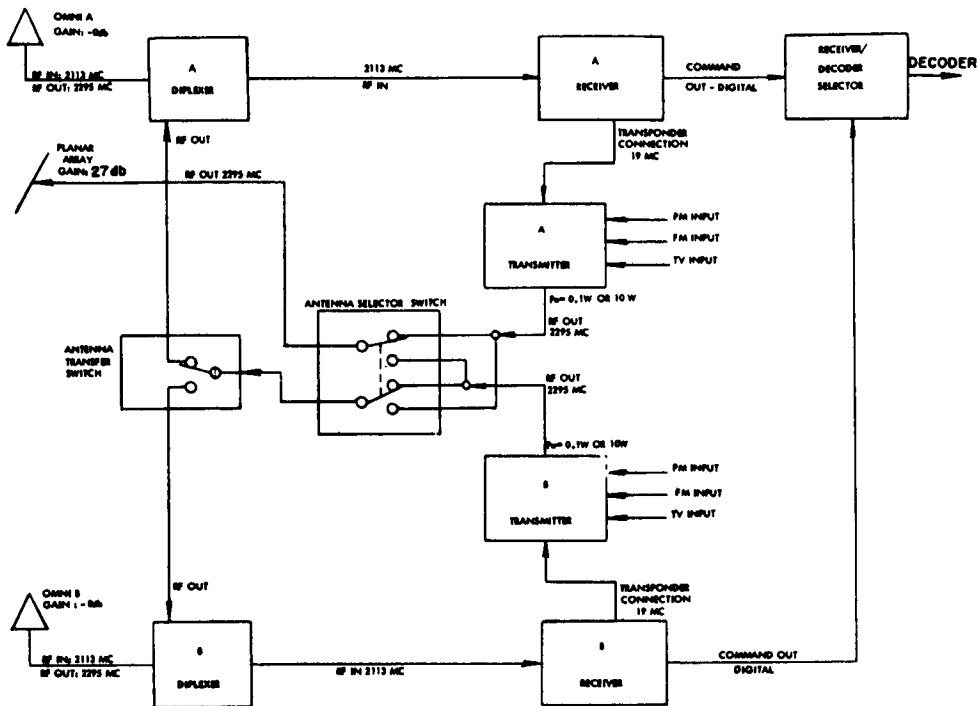 OMNI A
GAIN: -0db
RF IN: 2113 MC
RF OUT: 2295 MC
A
DIPLEXER
2113 MC
RF IN
A
RECEIVER
COMMAND
OUT - DIGITAL
RECEIVER/
DECODER
SELECTOR
DECODER
RF OUT
TRANSPONDER
CONNECTION
19 MC
PLANAR
ARRAY
GAIN: 27db
RF OUT 2295 MC
A
TRANSMITTER
PM INPUT
FM INPUT
TV INPUT
Po= 0.1W OR 10 W
RF OUT
2295 MC
ANTENNA SELECTOR SWITCH
ANTENNA
TRANSFER
SWITCH
RF OUT
2295 MC
Po= 0.1W OR 10W
B
TRANSMITTER
PM INPUT
FM INPUT
TV INPUT
RF OUT
TRANSPONDER
CONNECTION
19 MC
OMNI B
GAIN : -0db
RF IN: 2113 MC
RF OUT: 2295 MC
B
DIPLEXER
RF IN 2113 MC
B
RECEIVER
COMMAND OUT
DIGITAL